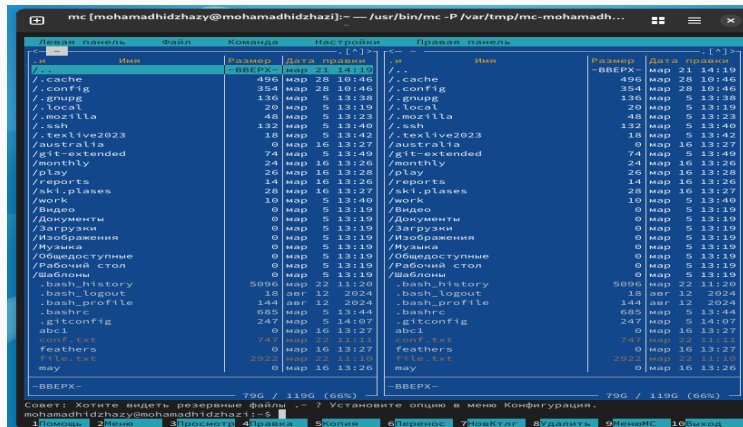 mc [mohamadhidzhazy@mohamadhidzhazi]:~ — /usr/bin/mc -P /var/tmp/mc-mohamadh...
Левая панель Файл Команда Настройки Правая панель
<— ~ .[^]> <— ~ .[^]>
.и Имя Размер Дата правки .и Имя Размер Дата правки
/.. -ВВЕРХ- мар 21 14:19 /.. -ВВЕРХ- мар 21 14:19
/.cache 496 мар 28 10:46 /.cache 496 мар 28 10:46
/.config 354 мар 28 10:46 /.config 354 мар 28 10:46
/.gnupg 136 мар 5 13:38 /.gnupg 136 мар 5 13:38
/.local 20 мар 5 13:19 /.local 20 мар 5 13:19
/.mozilla 48 мар 5 13:23 /.mozilla 48 мар 5 13:23
/.ssh 132 мар 5 13:40 /.ssh 132 мар 5 13:40
/.texlive2023 18 мар 5 13:42 /.texlive2023 18 мар 5 13:42
/australia 0 мар 16 13:27 /australia 0 мар 16 13:27
/git-extended 74 мар 5 13:49 /git-extended 74 мар 5 13:49
/monthly 24 мар 16 13:26 /monthly 24 мар 16 13:26
/play 26 мар 16 13:28 /play 26 мар 16 13:28
/reports 14 мар 16 13:26 /reports 14 мар 16 13:26
/ski.plases 28 мар 16 13:27 /ski.plases 28 мар 16 13:27
/work 10 мар 5 13:40 /work 10 мар 5 13:40
/Видео 0 мар 5 13:19 /Видео 0 мар 5 13:19
/Документы 0 мар 5 13:19 /Документы 0 мар 5 13:19
/Загрузки 0 мар 5 13:19 /Загрузки 0 мар 5 13:19
/Изображения 0 мар 5 13:19 /Изображения 0 мар 5 13:19
/Музыка 0 мар 5 13:19 /Музыка 0 мар 5 13:19
/Общедоступные 0 мар 5 13:19 /Общедоступные 0 мар 5 13:19
/Рабочий стол 0 мар 5 13:19 /Рабочий стол 0 мар 5 13:19
/Шаблоны 0 мар 5 13:19 /Шаблоны 0 мар 5 13:19
.bash_history 5096 мар 22 11:20 .bash_history 5096 мар 22 11:20
.bash_logout 18 авг 12 2024 .bash_logout 18 авг 12 2024
.bash_profile 144 авг 12 2024 .bash_profile 144 авг 12 2024
.bashrc 685 мар 5 13:44 .bashrc 685 мар 5 13:44
.gitconfig 247 мар 5 14:07 .gitconfig 247 мар 5 14:07
abc1 0 мар 16 13:27 abc1 0 мар 16 13:27
conf.txt 747 мар 22 11:11 conf.txt 747 мар 22 11:11
feathers 0 мар 16 13:27 feathers 0 мар 16 13:27
file.txt 2922 мар 22 11:10 file.txt 2922 мар 22 11:10
may 0 мар 16 13:26 may 0 мар 16 13:26
-ВВЕРХ- -ВВЕРХ-
79G / 119G (66%) 79G / 119G (66%)
Совет: Хотите видеть резервные файлы .~ ? Установите опцию в меню Конфигурация.
mohamadhidzhazy@mohamadhidzhazi:~$
1Помощь 2Меню 3Просмотр 4Правка 5Копия 6Перенос 7НовКтлг 8Удалить 9МенюМС 10Выход